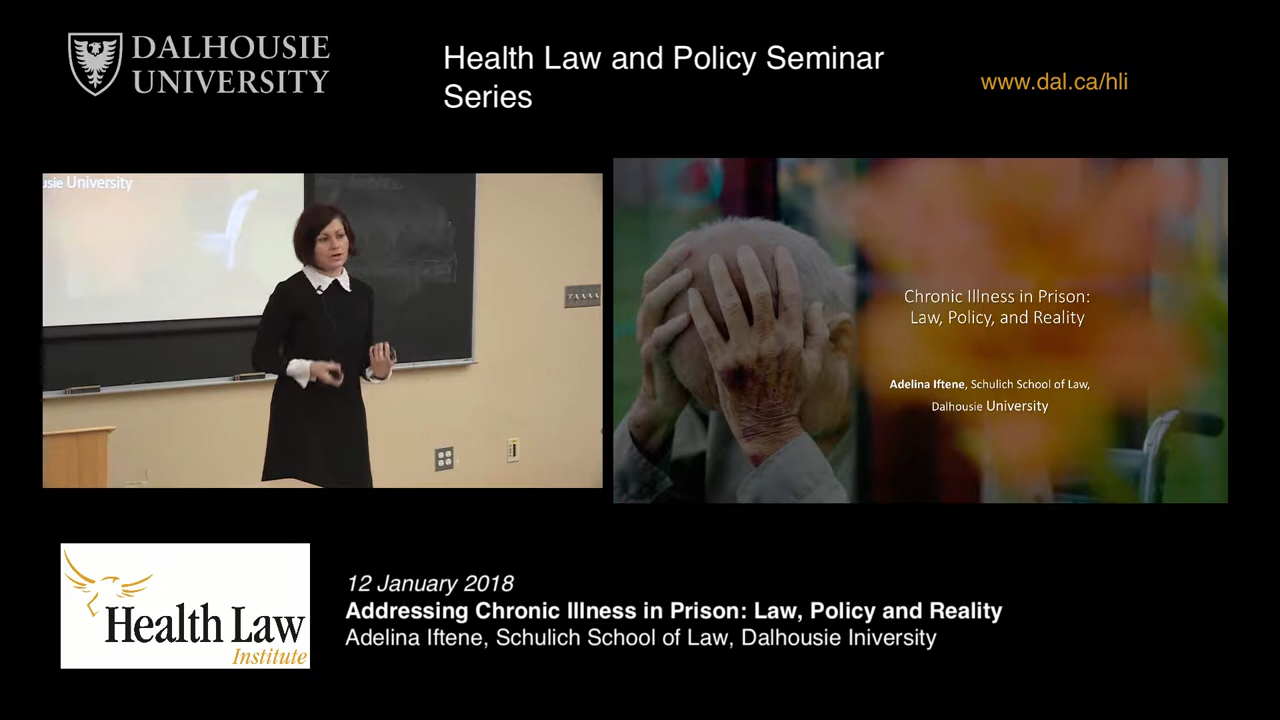 DALHOUSIE
UNIVERSITY
Health Law and Policy Seminar
Series
www.dal.ca/hli
usie University
Chronic Illness in Prison:
Law, Policy, and Reality
Adelina Iftene, Schulich School of Law,
Dalhousie University
Health Law
Institute
12 January 2018
Addressing Chronic Illness in Prison: Law, Policy and Reality
Adelina Iftene, Schulich School of Law, Dalhousie Iniversity